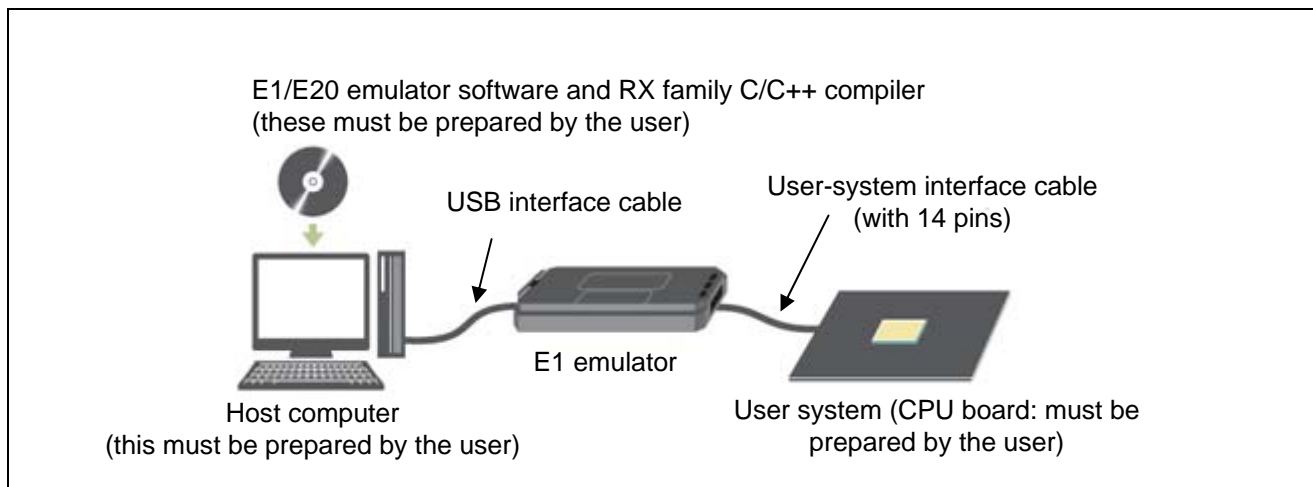 E1/E20 emulator software and RX family C/C++ compiler
(these must be prepared by the user)
USB interface cable
User-system interface cable
(with 14 pins)
E1 emulator
Host computer
(this must be prepared by the user)
User system (CPU board: must be
prepared by the user)